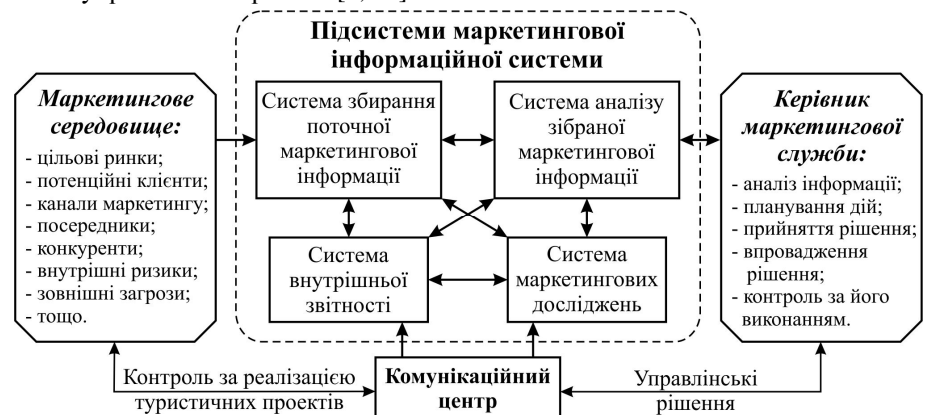 Підсистеми маркетингової
інформаційної системи
Маркетингове
середовище:
- цільові ринки;
- потенційні клієнти;
- канали маркетингу;
- посередники;
- конкуренти;
- внутрішні ризики;
- зовнішні загрози;
- тощо.
Система збирання
поточної
маркетингової
інформації
Система аналізу
зібраної
маркетингової
інформації
Система
внутрішньої
звітності
Система
маркетингових
досліджень
Керівник
маркетингової
служби:
- аналіз інформації;
- планування дій;
- прийняття рішення;
- впровадження
рішення;
- контроль за його
виконанням.
Контроль за реалізацією
туристичних проектів
Комунікаційний
центр
Управлінські
рішення